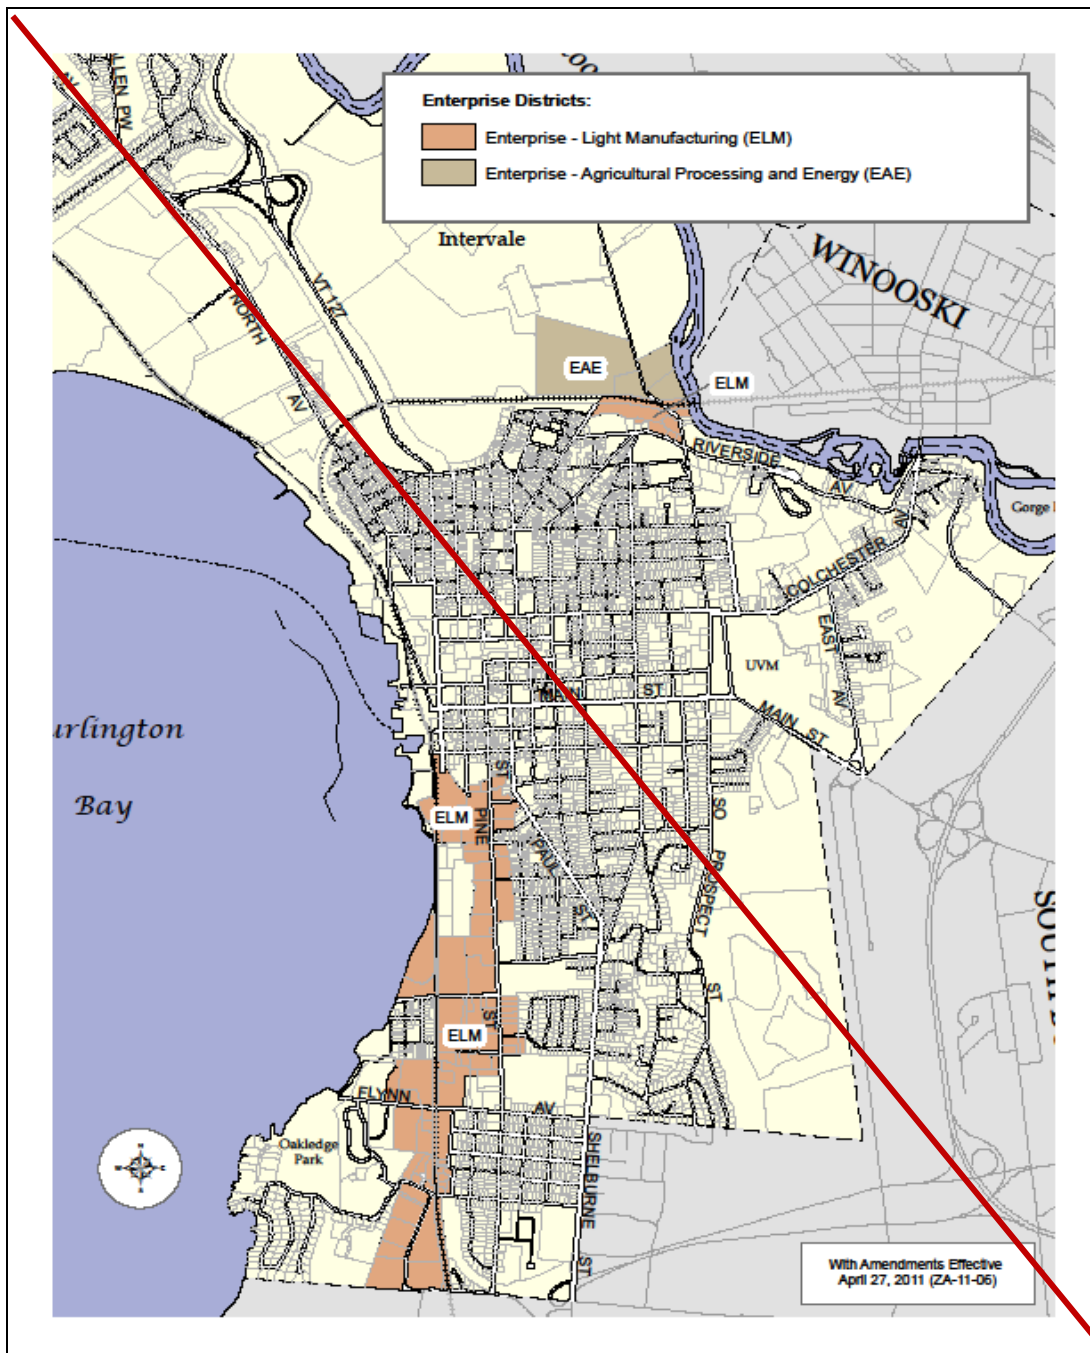 Enterprise Districts:
Enterprise - Light Manufacturing (ELM)
Enterprise - Agricultural Processing and Energy (EAE)
AV
LLEN PW
Intervale
WINOOSKI
VT 127
NORTH
AV
EAE
ELM
RIVERSIDE
AV
Gorge
AV
COLCHESTER
EAST
AV
UVM
MAIN ST
MAIN ST
urlington
Bay
ST
ELM
PINE
PAUL
ST
SO
PROSPECT
ST
ST
ELM
FLYNN
AV
Oakledge
Park
SHELBURNE
ST
N
S
With Amendments Effective
April 27, 2011 (ZA-11-06)